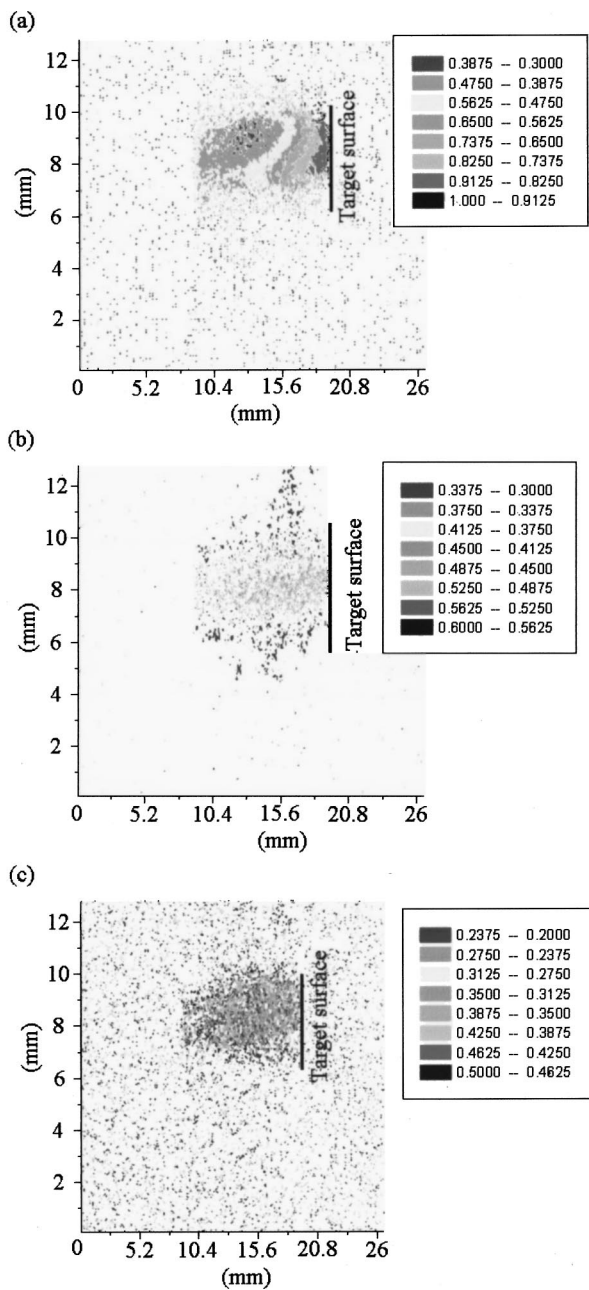 (a)
12
10
8
6
4
2
(mm)
0 5.2 10.4 15.6 20.8 26
(mm)
Target surface
0.3875 -- 0.3000
0.4750 -- 0.3875
0.5625 -- 0.4750
0.6500 -- 0.5625
0.7375 -- 0.6500
0.8250 -- 0.7375
0.9125 -- 0.8250
1.000 -- 0.9125
(b)
12
10
8
6
4
2
(mm)
0 5.2 10.4 15.6 20.8 26
(mm)
Target surface
0.3375 -- 0.3000
0.3750 -- 0.3375
0.4125 -- 0.3750
0.4500 -- 0.4125
0.4875 -- 0.4500
0.5250 -- 0.4875
0.5625 -- 0.5250
0.6000 -- 0.5625
(c)
12
10
8
6
4
2
(mm)
0 5.2 10.4 15.6 20.8 26
(mm)
Target surface
0.2375 -- 0.2000
0.2750 -- 0.2375
0.3125 -- 0.2750
0.3500 -- 0.3125
0.3875 -- 0.3500
0.4250 -- 0.3875
0.4625 -- 0.4250
0.5000 -- 0.4625